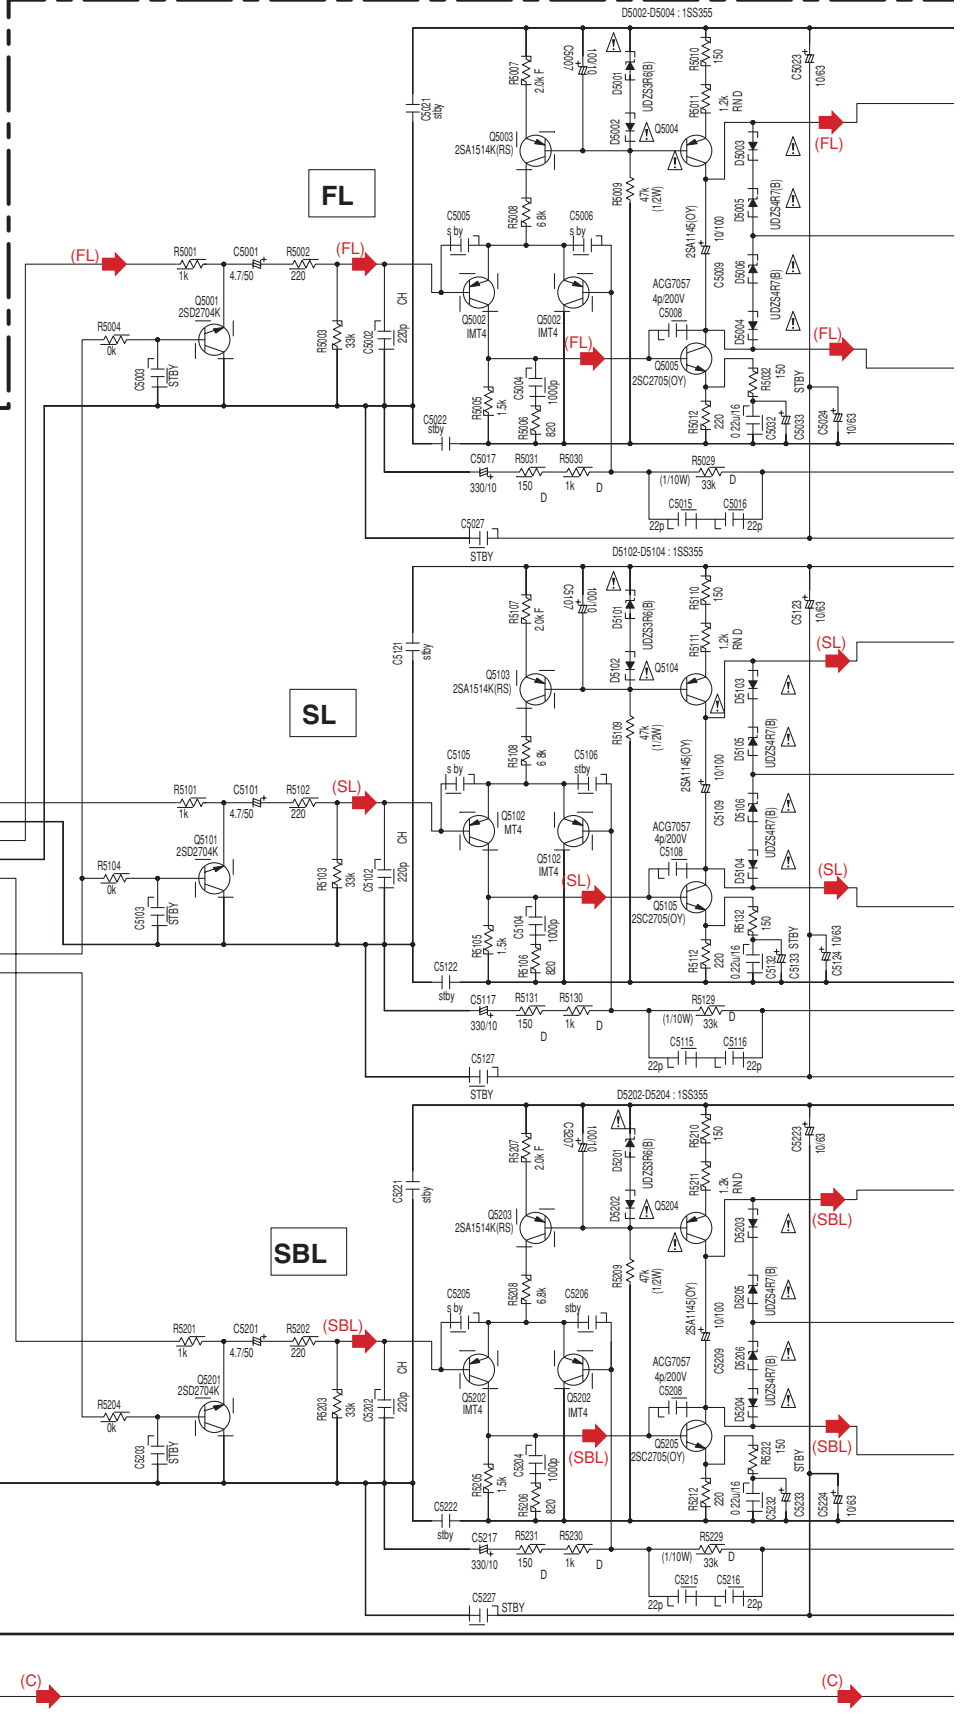 D5002-D5004 : 1SS355
R5007
2.0k F
C5007
100/10
D5001
UDZS3R6(B)
R5010
150
C5023
10/63
C5021
stby
D5002
R5011
1.2k
RN D
Q5003
2SA1514K(RS)
Q5004
(FL)
D5003
FL
R5009
47k
(1/2W)
R5008
6.8k
D5005
UDZS4R7(B)
C5005
s by
C5006
s by
2SA1145(OY)
10/100
C5009
(FL)
R5001
1k
C5001
4.7/50
R5002
220
(FL)
D5006
UDZS4R7(B)
Q5001
2SD2704K
CH
Q5002
IMT4
Q5002
IMT4
ACG7057
4p/200V
C5008
D5004
(FL)
R5004
0k
R5003
33k
C5002
220p
(FL)
Q5005
2SC2705(OY)
C5003
STBY
R5005
1.5k
C5004
1000p
R5006
820
R5032
150
STBY
R5012
220
0.22u/16
C5032
C5033
C5024
10/63
C5022
stby
C5017
330/10
R5031
150
D
R5030
1k
D
R5029
(1/10W)
33k
D
C5015
22p
C5016
22p
C5027
STBY
D5102-D5104 : 1SS355
R5107
2.0k F
C5107
100/10
D5101
UDZS3R6(B)
R5110
150
C5123
10/63
C5121
stby
D5102
R5111
1.2k
RN D
Q5103
2SA1514K(RS)
Q5104
(SL)
D5103
SL
R5109
47k
(1/2W)
R5108
6.8k
D5105
UDZS4R7(B)
C5105
s by
C5106
stby
2SA1145(OY)
10/100
C5109
R5101
1k
C5101
4.7/50
R5102
220
(SL)
D5106
UDZS4R7(B)
Q5101
2SD2704K
CH
Q5102
MT4
Q5102
IMT4
ACG7057
4p/200V
C5108
D5104
(SL)
R5104
0k
R5103
33k
C5102
220p
(SL)
Q5105
2SC2705(OY)
C5103
STBY
R5105
1.5k
C5104
1000p
R5106
820
R5132
150
STBY
R5112
220
0.22u/16
C5132
C5133
C5124
10/63
C5122
stby
C5117
330/10
R5131
150
D
R5130
1k
D
R5129
(1/10W)
33k
D
C5115
22p
C5116
22p
C5127
STBY
D5202-D5204 : 1SS355
R5207
2.0k F
C5207
100/10
D5201
UDZS3R6(B)
R5210
150
C5223
10/63
C5221
stby
D5202
R5211
1.2k
RN D
Q5203
2SA1514K(RS)
Q5204
(SBL)
D5203
SBL
R5209
47k
(1/2W)
R5208
6.8k
D5205
UDZS4R7(B)
C5205
s by
C5206
stby
2SA1145(OY)
10/100
C5209
R5201
1k
C5201
4.7/50
R5202
220
(SBL)
D5206
UDZS4R7(B)
Q5201
2SD2704K
CH
Q5202
IMT4
Q5202
IMT4
ACG7057
4p/200V
C5208
D5204
(SBL)
R5204
0k
R5203
33k
C5202
220p
(SBL)
Q5205
2SC2705(OY)
C5203
STBY
R5205
1.5k
C5204
1000p
R5206
820
R5232
150
STBY
R5212
220
0.22u/16
C5232
C5233
C5224
10/63
C5222
stby
C5217
330/10
R5231
150
D
R5230
1k
D
R5229
(1/10W)
33k
D
C5215
22p
C5216
22p
C5227
STBY
(C)
(C)